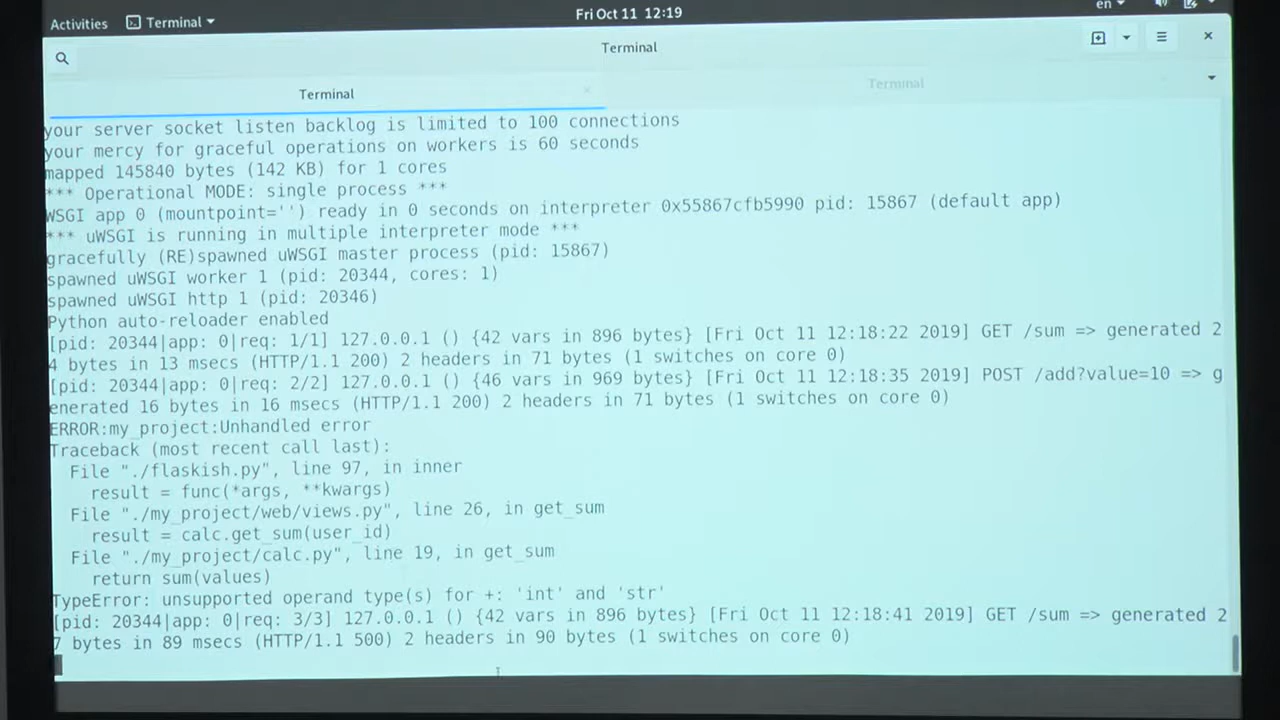 Activities Terminal Fri Oct 11 12:19 en
Terminal
Terminal Terminal
your server socket listen backlog is limited to 100 connections
your mercy for graceful operations on workers is 60 seconds
mapped 145840 bytes (142 KB) for 1 cores
*** Operational MODE: single process ***
WSGI app 0 (mountpoint='') ready in 0 seconds on interpreter 0x55867cfb5990 pid: 15867 (default app)
*** uWSGI is running in multiple interpreter mode ***
gracefully (RE)spawned uWSGI master process (pid: 15867)
spawned uWSGI worker 1 (pid: 20344, cores: 1)
spawned uWSGI http 1 (pid: 20346)
Python auto-reloader enabled
[pid: 20344|app: 0|req: 1/1] 127.0.0.1 () {42 vars in 896 bytes} [Fri Oct 11 12:18:22 2019] GET /sum => generated 2
4 bytes in 13 msecs (HTTP/1.1 200) 2 headers in 71 bytes (1 switches on core 0)
[pid: 20344|app: 0|req: 2/2] 127.0.0.1 () {46 vars in 969 bytes} [Fri Oct 11 12:18:35 2019] POST /add?value=10 => g
enerated 16 bytes in 16 msecs (HTTP/1.1 200) 2 headers in 71 bytes (1 switches on core 0)
ERROR:my_project:Unhandled error
Traceback (most recent call last):
  File "./flaskish.py", line 97, in inner
    result = func(*args, **kwargs)
  File "./my_project/web/views.py", line 26, in get_sum
    result = calc.get_sum(user_id)
  File "./my_project/calc.py", line 19, in get_sum
    return sum(values)
TypeError: unsupported operand type(s) for +: 'int' and 'str'
[pid: 20344|app: 0|req: 3/3] 127.0.0.1 () {42 vars in 896 bytes} [Fri Oct 11 12:18:41 2019] GET /sum => generated 2
7 bytes in 89 msecs (HTTP/1.1 500) 2 headers in 90 bytes (1 switches on core 0)